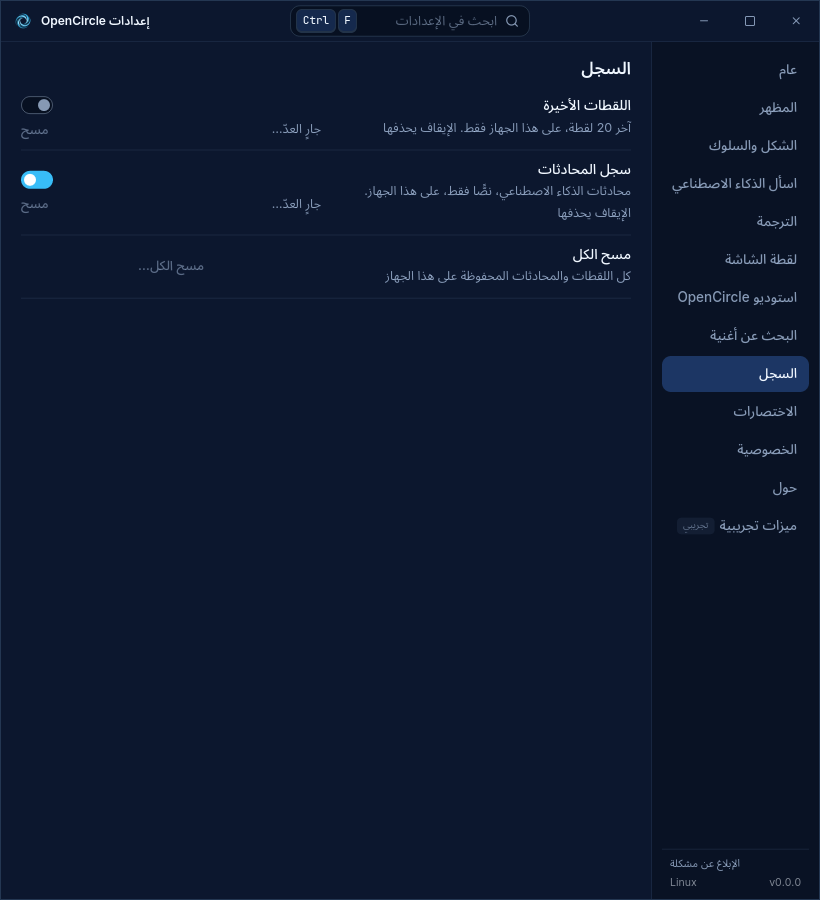 إعدادات OpenCircle
ابحث في الإعدادات
Ctrl F
عام
المظهر
الشكل والسلوك
اسأل الذكاء الاصطناعي
الترجمة
لقطة الشاشة
استوديو OpenCircle
البحث عن أغنية
السجل
الاختصارات
الخصوصية
حول
ميزات تجريبية تجريبي
الإبلاغ عن مشكلة
Linux v0.0.0
السجل
اللقطات الأخيرة
آخر 20 لقطة، على هذا الجهاز فقط. الإيقاف يحذفها
جارٍ العدّ...
مسح
سجل المحادثات
محادثات الذكاء الاصطناعي، نصًّا فقط، على هذا الجهاز.
الإيقاف يحذفها
جارٍ العدّ...
مسح
مسح الكل
كل اللقطات والمحادثات المحفوظة على هذا الجهاز
مسح الكل...